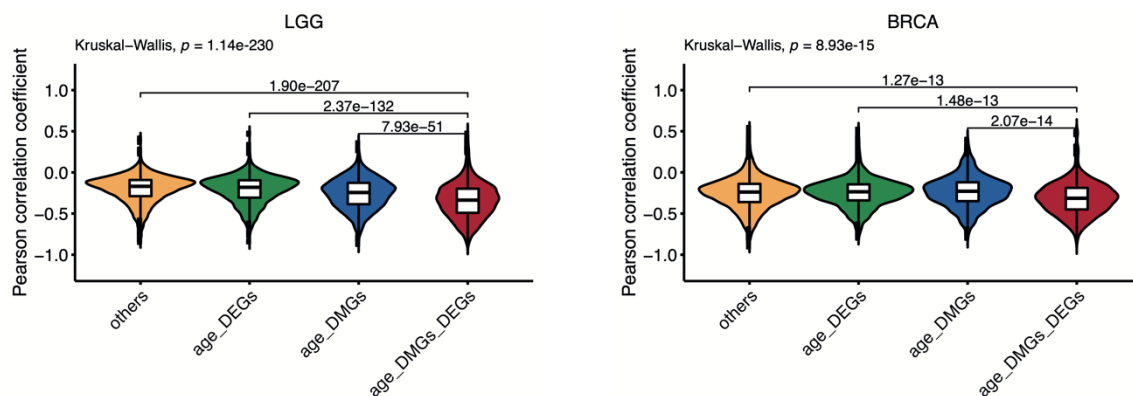 LGG
Kruskal−Wallis, p = 1.14e-230
Pearson correlation coefficient
1.0
0.5
0.0
−0.5
−1.0
1.90e−207
2.37e−132
7.93e−51
others
age_DEGs
age_DMGs
age_DMGs_DEGs
BRCA
Kruskal−Wallis, p = 8.93e-15
Pearson correlation coefficient
1.0
0.5
0.0
−0.5
−1.0
1.27e−13
1.48e−13
2.07e−14
others
age_DEGs
age_DMGs
age_DMGs_DEGs